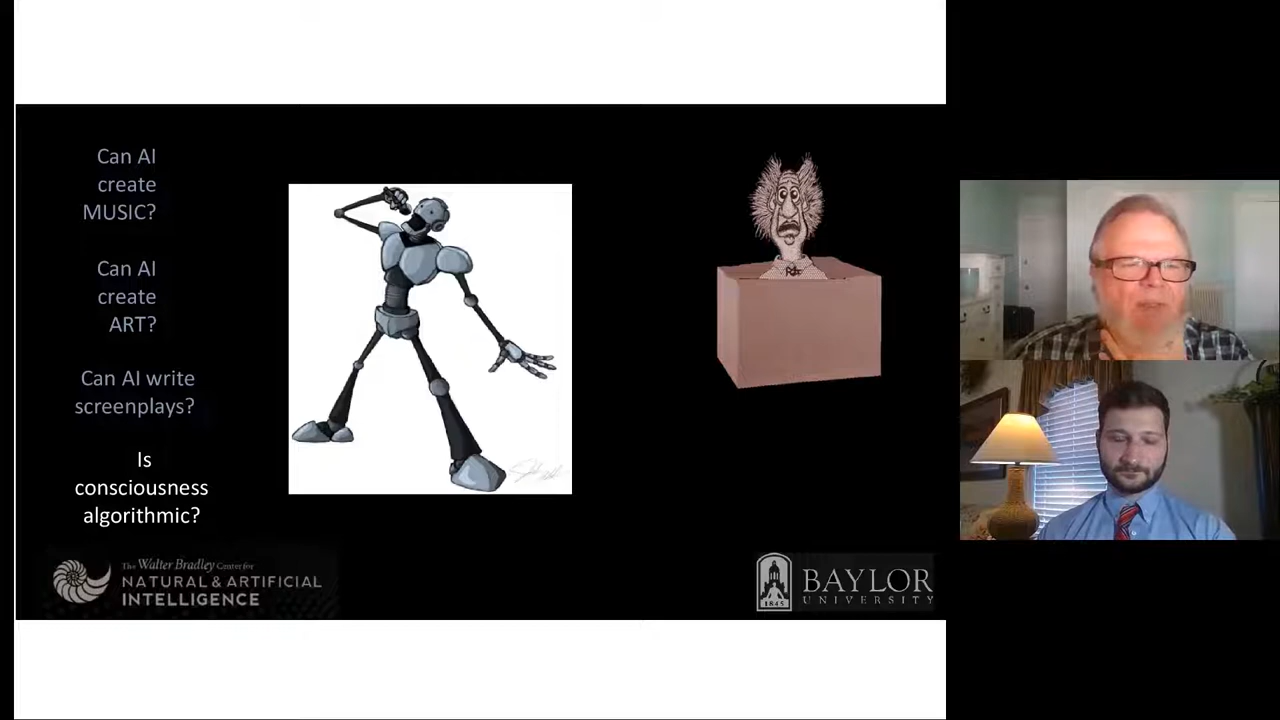 Can AI
create
MUSIC?
Can AI
create
ART?
Can AI write
screenplays?
Is
consciousness
algorithmic?
The Walter Bradley Center for
NATURAL & ARTIFICIAL
INTELLIGENCE
1845
BAYLOR
UNIVERSITY